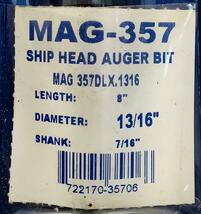 MAG-357
SHIP HEAD AUGER BIT
MAG 357DLX.1316
LENGTH: 8"
DIAMETER: 13/16"
SHANK: 7/16"
722170-35706